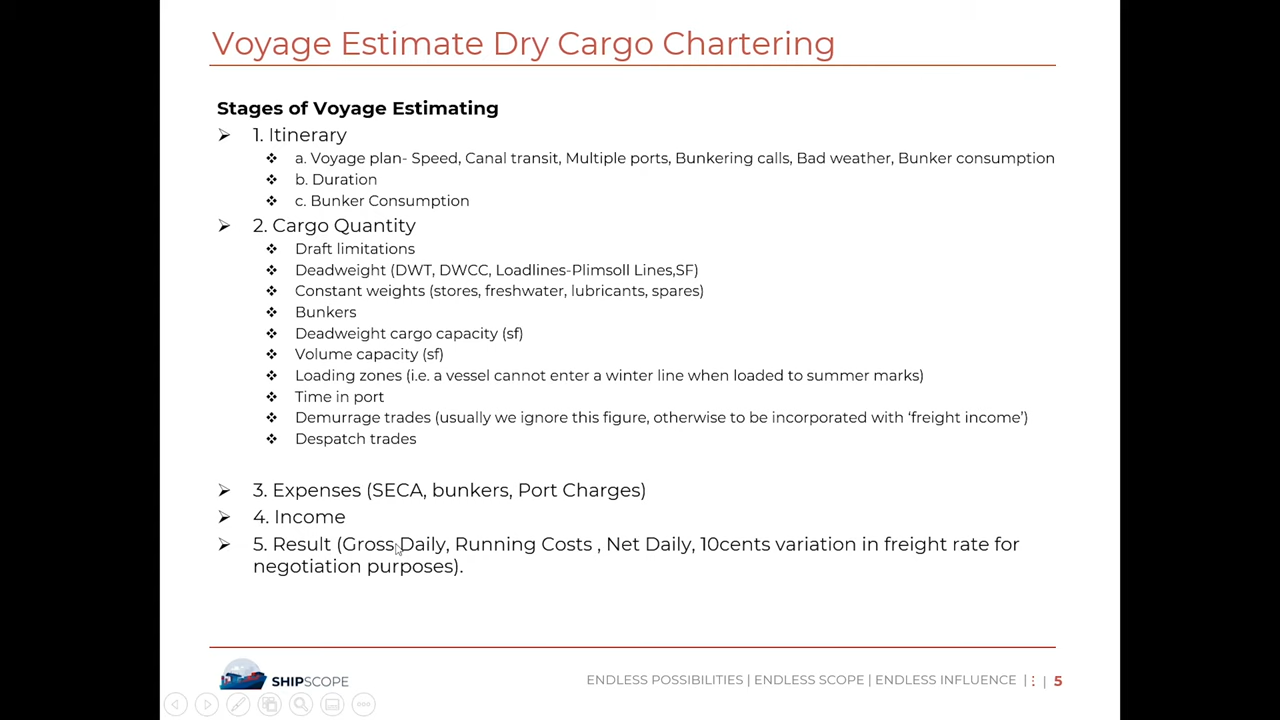 Voyage Estimate Dry Cargo Chartering
Stages of Voyage Estimating
1. Itinerary
a. Voyage plan- Speed, Canal transit, Multiple ports, Bunkering calls, Bad weather, Bunker consumption
b. Duration
c. Bunker Consumption
2. Cargo Quantity
Draft limitations
Deadweight (DWT, DWCC, Loadlines-Plimsoll Lines,SF)
Constant weights (stores, freshwater, lubricants, spares)
Bunkers
Deadweight cargo capacity (sf)
Volume capacity (sf)
Loading zones (i.e. a vessel cannot enter a winter line when loaded to summer marks)
Time in port
Demurrage trades (usually we ignore this figure, otherwise to be incorporated with ‘freight income’)
Despatch trades
3. Expenses (SECA, bunkers, Port Charges)
4. Income
5. Result (Gross Daily, Running Costs , Net Daily, 10cents variation in freight rate for
negotiation purposes).
SHIPSCOPE
ENDLESS POSSIBILITIES | ENDLESS SCOPE | ENDLESS INFLUENCE | ⋮ | 5